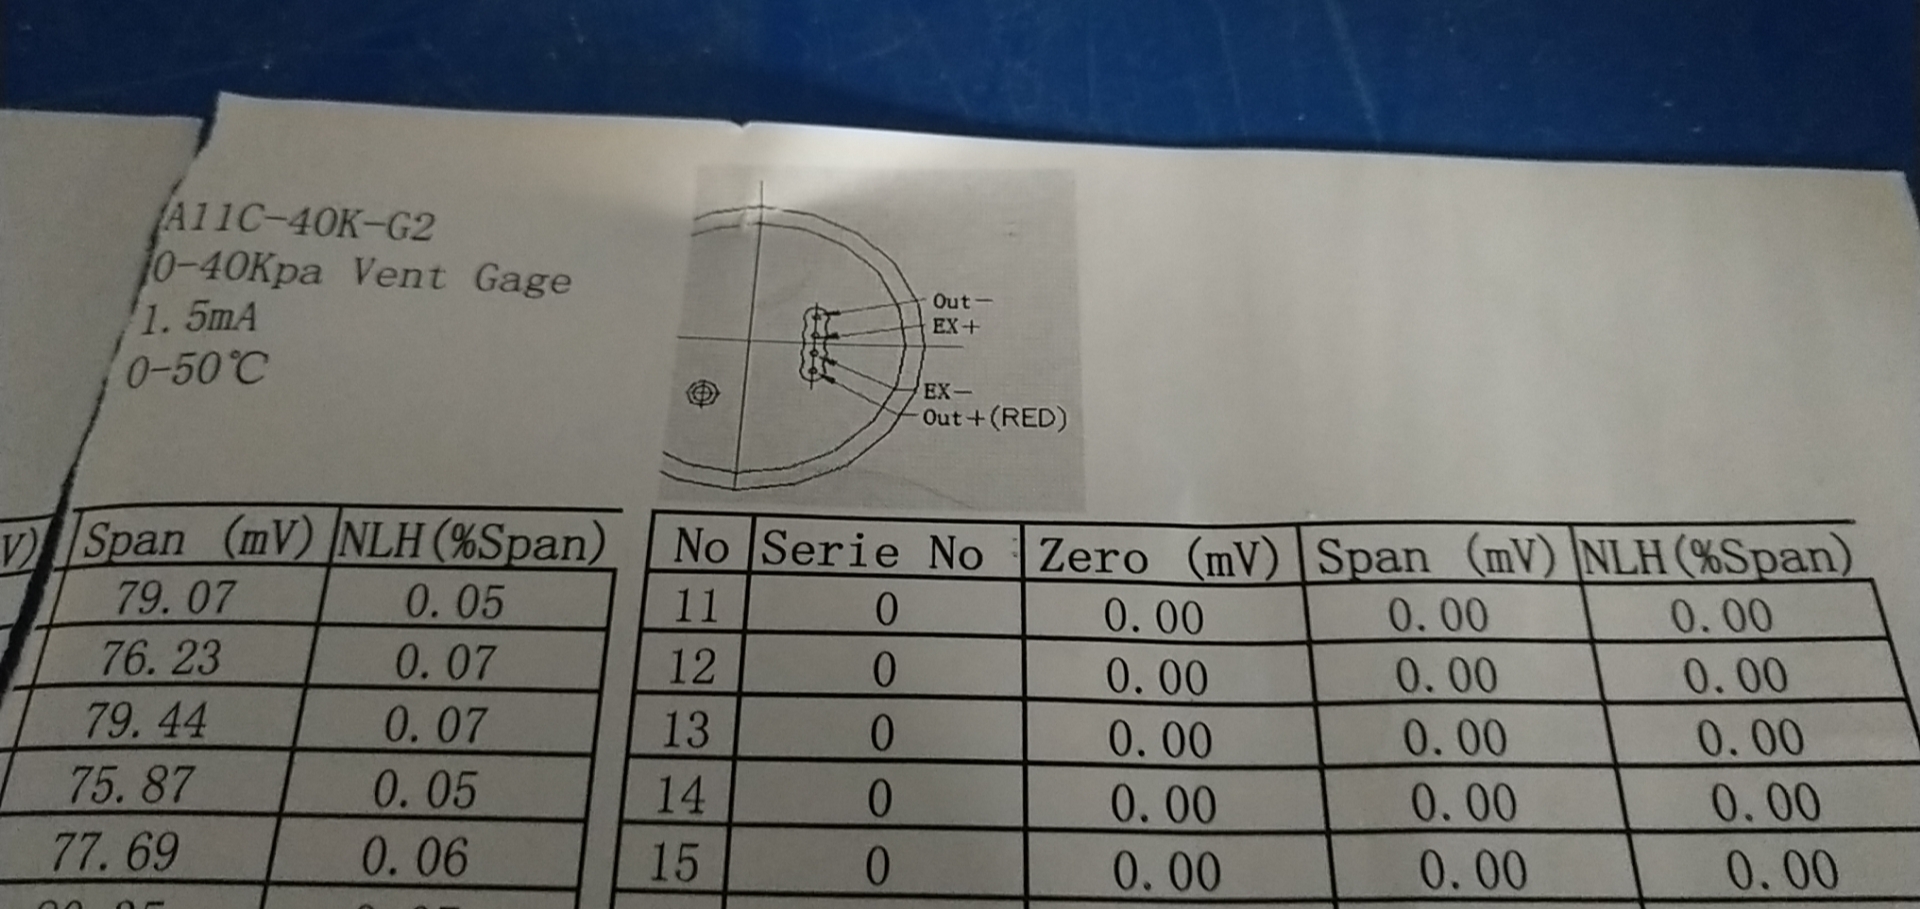 A11C-40K-G2
0-40Kpa Vent Gage
1.5mA
0-50℃
Out-
EX+
EX-
Out+(RED)
V) Span (mV) NLH(%Span)
79.07 0.05
76.23 0.07
79.44 0.07
75.87 0.05
77.69 0.06
No Serie No Zero (mV) Span (mV) NLH(%Span)
11 0 0.00 0.00 0.00
12 0 0.00 0.00 0.00
13 0 0.00 0.00 0.00
14 0 0.00 0.00 0.00
15 0 0.00 0.00 0.00